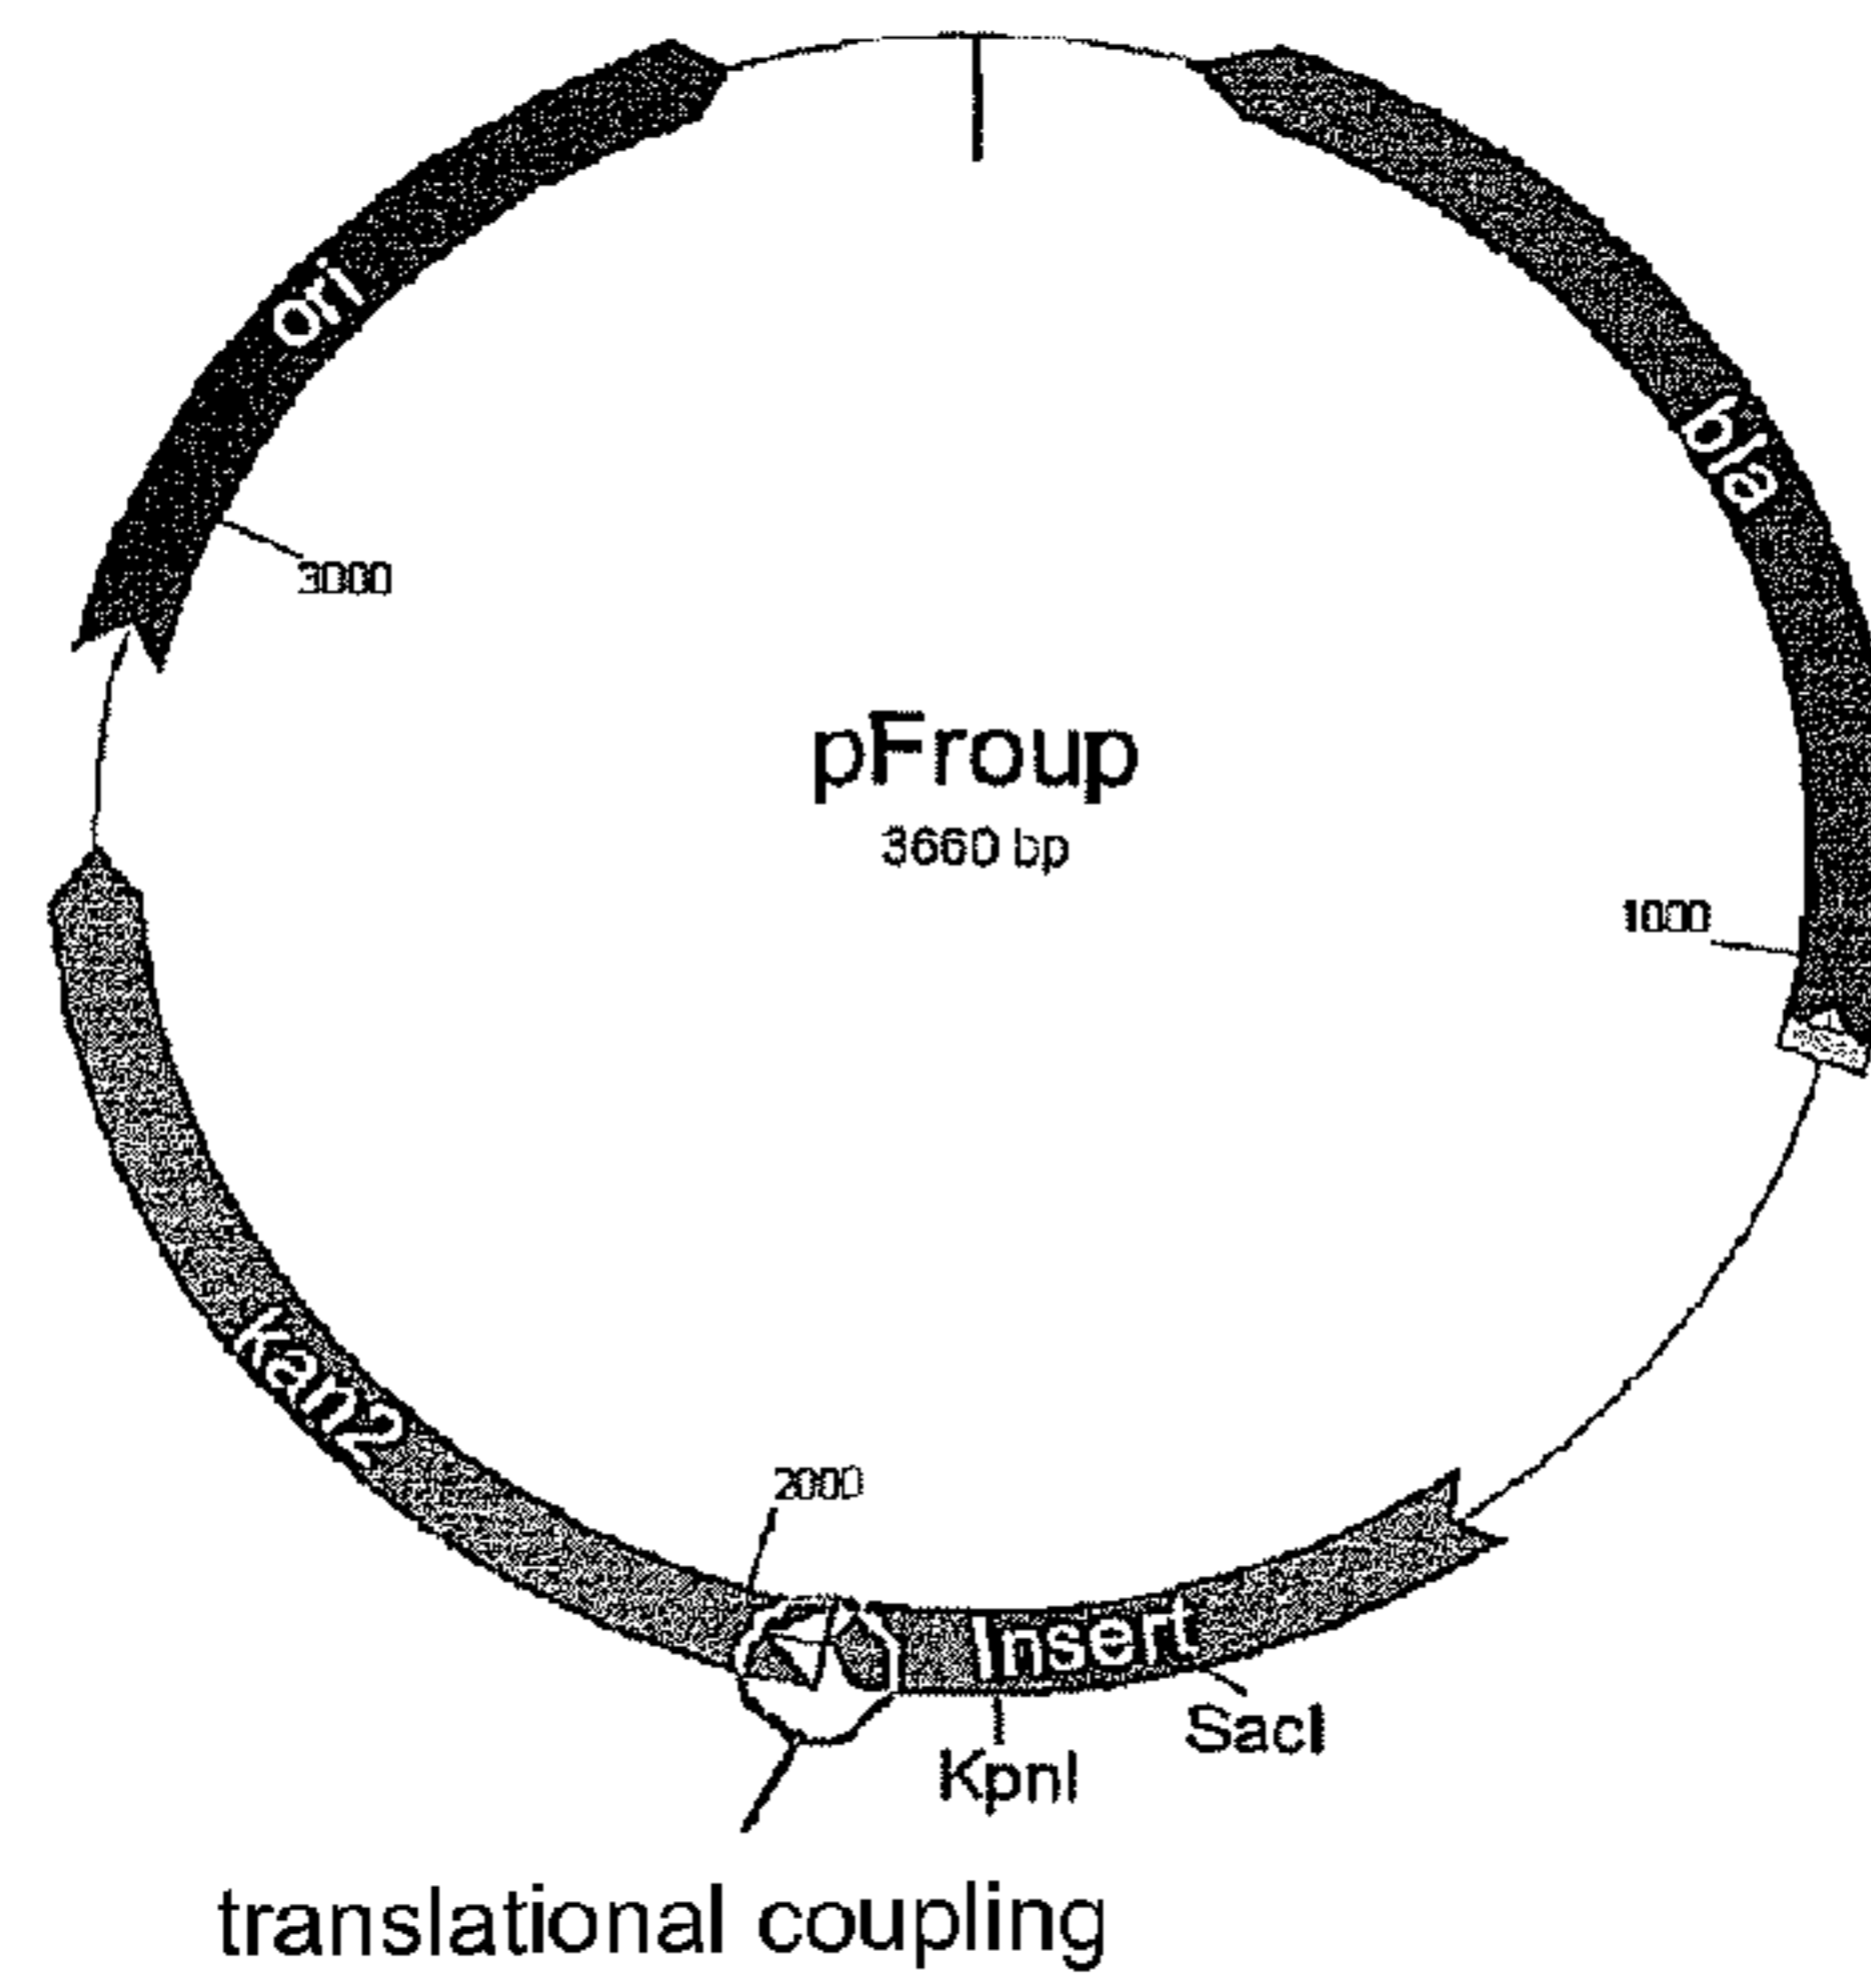 ori
bla
3000
pFroup
3660 bp
1000
kan2
2000
Insert
SacI
KpnI
translational coupling